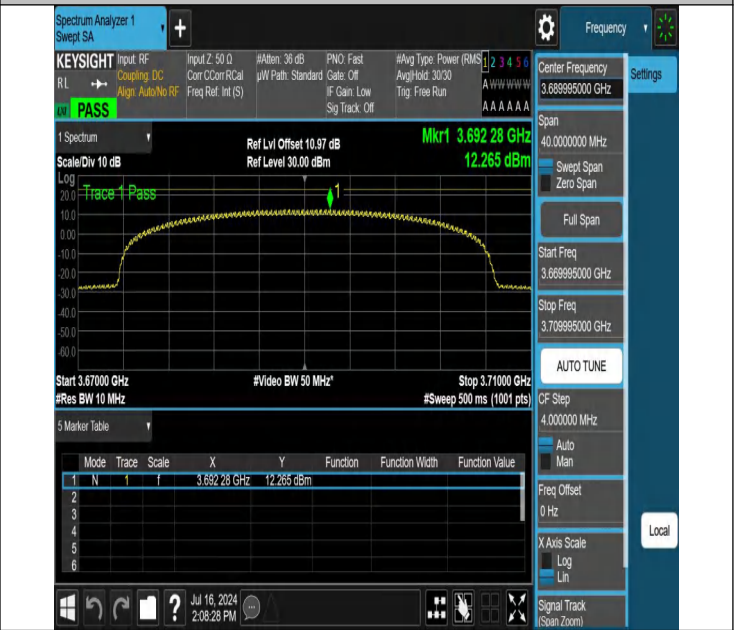 Spectrum Analyzer 1
Swept SA
+
Frequency
KEYSIGHT
RL
PASS
Input: RF
Coupling: DC
Align: Auto/No RF
Input Z: 50 Ω
Corr CCorr RCal
Freq Ref: Int (S)
#Atten: 36 dB
µW Path: Standard
PNO: Fast
Gate: Off
IF Gain: Low
Sig Track: Off
#Avg Type: Power (RMS
Avg|Hold: 30/30
Trig: Free Run
1 2 3 4 5 6
A W W W W W
A A A A A A
Center Frequency
3.689995000 GHz
Settings
1 Spectrum
Scale/Div 10 dB
Ref Lvl Offset 10.97 dB
Ref Level 30.00 dBm
Mkr1 3.692 28 GHz
12.265 dBm
Log
Trace 1 Pass
1
20.0
10.0
0.00
-10.0
-20.0
-30.0
-40.0
-50.0
-60.0
Start 3.67000 GHz
#Res BW 10 MHz
#Video BW 50 MHz*
Stop 3.71000 GHz
#Sweep 500 ms (1001 pts)
Span
40.0000000 MHz
Swept Span
Zero Span
Full Span
Start Freq
3.669995000 GHz
Stop Freq
3.709995000 GHz
AUTO TUNE
CF Step
4.000000 MHz
Auto
Man
Freq Offset
0 Hz
X Axis Scale
Log
Lin
Signal Track
(Span Zoom)
Local
5 Marker Table
Mode Trace Scale X Y Function Function Width Function Value
1 N 1 f 3.692 28 GHz 12.265 dBm
2
3
4
5
6
?
Jul 16, 2024
2:08:28 PM